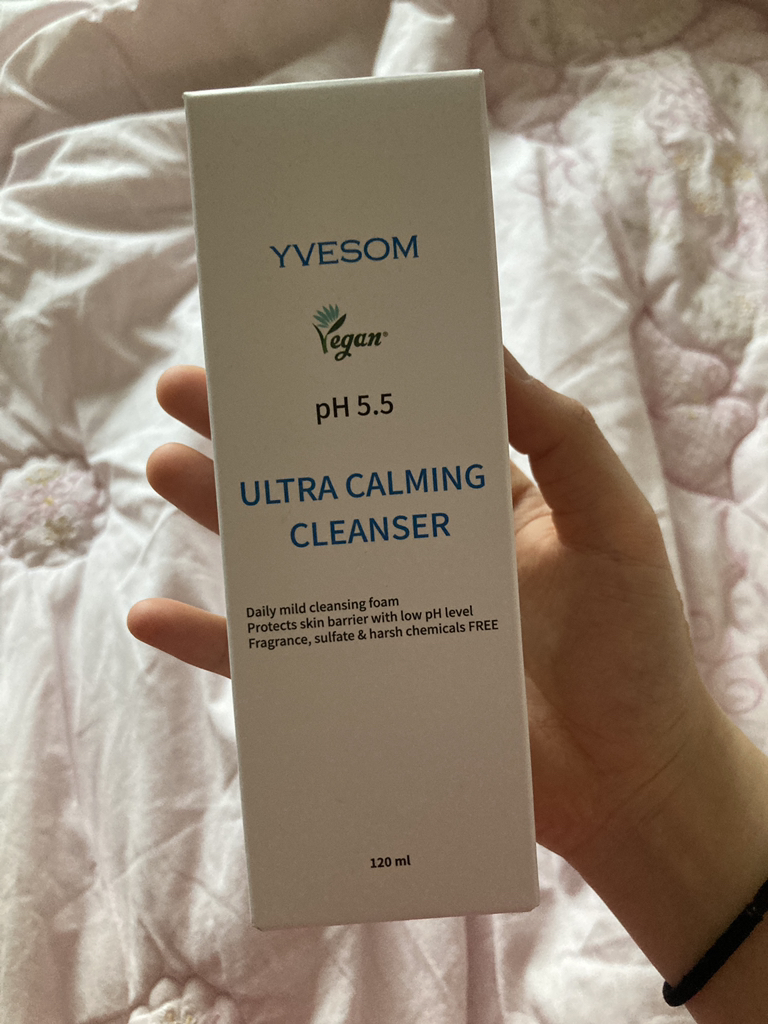 YVESOM
Vegan®
pH 5.5
ULTRA CALMING
CLEANSER
Daily mild cleansing foam
Protects skin barrier with low pH level
Fragrance, sulfate & harsh chemicals FREE
120 ml